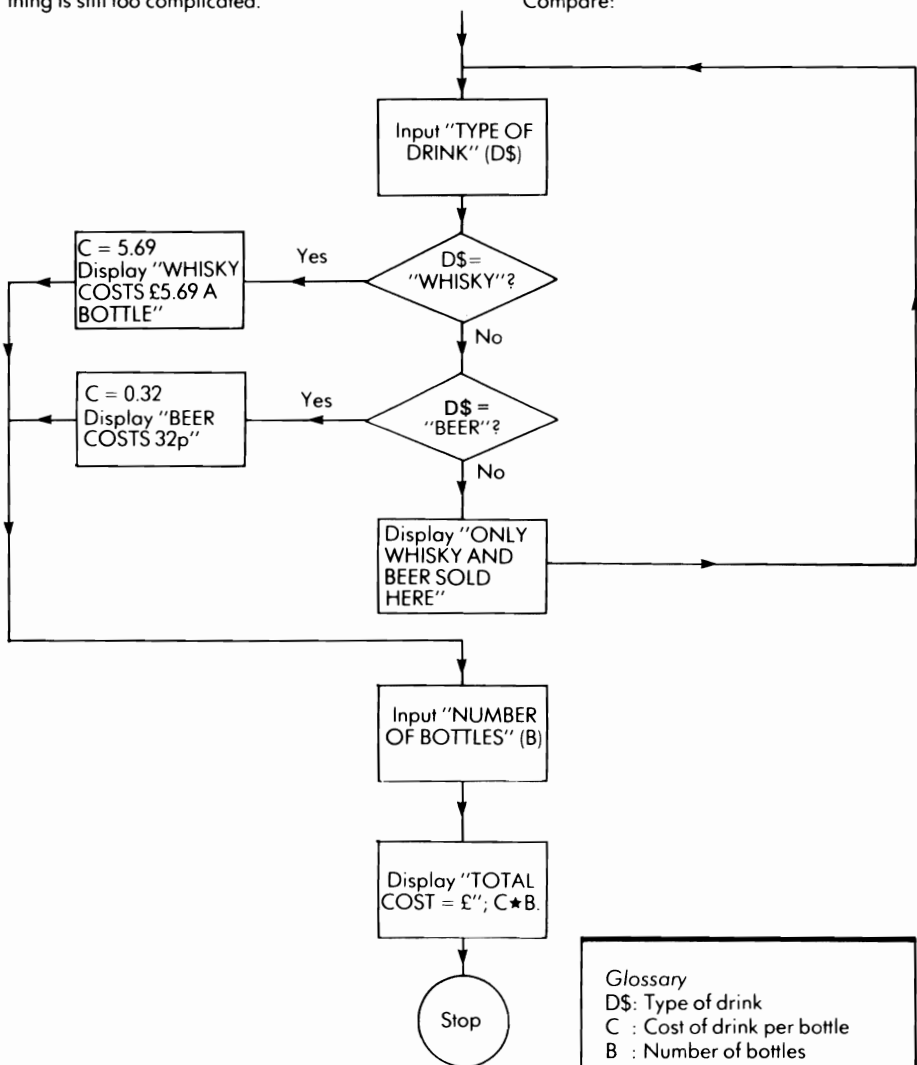 thing is still too complicated.
Compare:
Input "TYPE OF
DRINK" (D$)
D$=
"WHISKY"?
Yes
C = 5.69
Display "WHISKY
COSTS £5.69 A
BOTTLE"
No
D$ =
"BEER"?
Yes
C = 0.32
Display "BEER
COSTS 32p"
No
Display "ONLY
WHISKY AND
BEER SOLD
HERE"
Input "NUMBER
OF BOTTLES" (B)
Display "TOTAL
COST = £"; C★B.
Stop
Glossary
D$: Type of drink
C : Cost of drink per bottle
B : Number of bottles